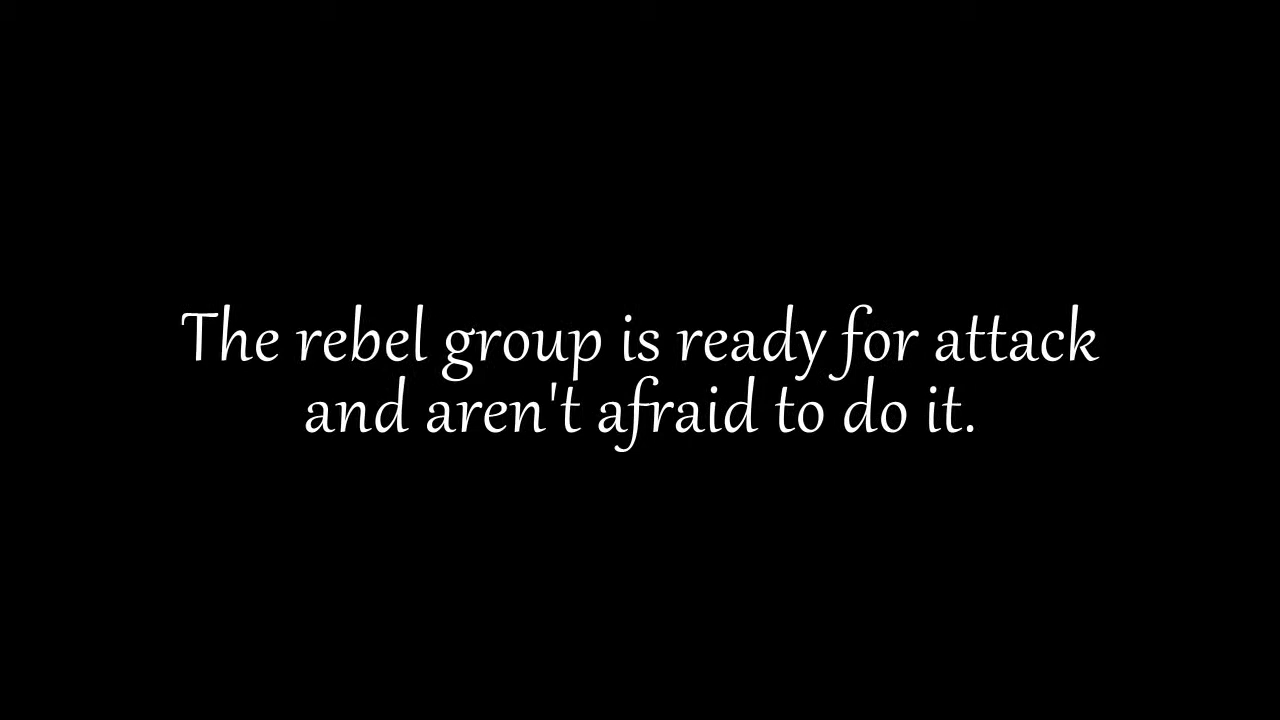 The rebel group is ready for attack
and aren't afraid to do it.